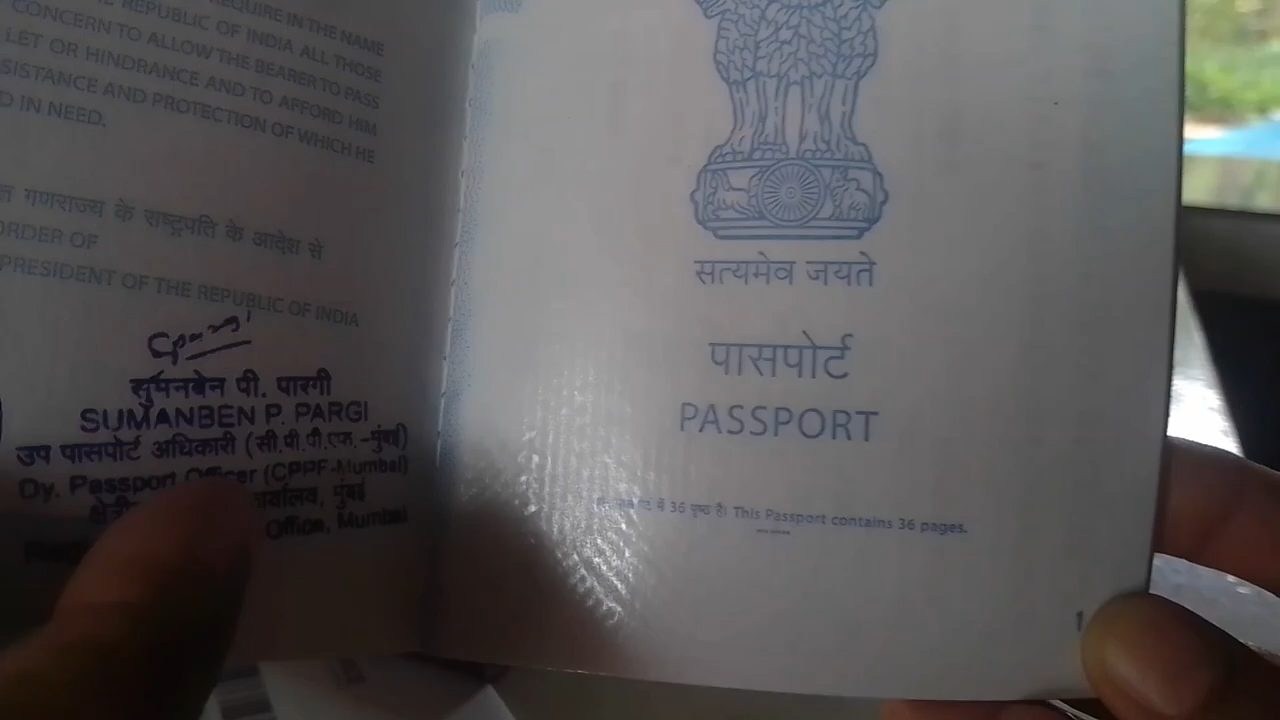 REQUIRE IN THE NAME
REPUBLIC OF INDIA ALL THOSE
CONCERN TO ALLOW THE BEARER TO PASS
LET OR HINDRANCE AND TO AFFORD HIM
ASSISTANCE AND PROTECTION OF WHICH HE
IN NEED.
गणराज्य के राष्ट्रपति के आदेश से
ORDER OF
PRESIDENT OF THE REPUBLIC OF INDIA
सुमनबेन पी. पारगी
SUMANBEN P. PARGI
उप पासपोर्ट अधिकारी (सी.पी.पी.एफ.-मुंबई)
Dy. Passport Officer (CPPF-Mumbai)
मुंबई
Office, Mumbai
सत्यमेव जयते
पासपोर्ट
PASSPORT
में 36 पृष्ठ हैं। This Passport contains 36 pages.
1